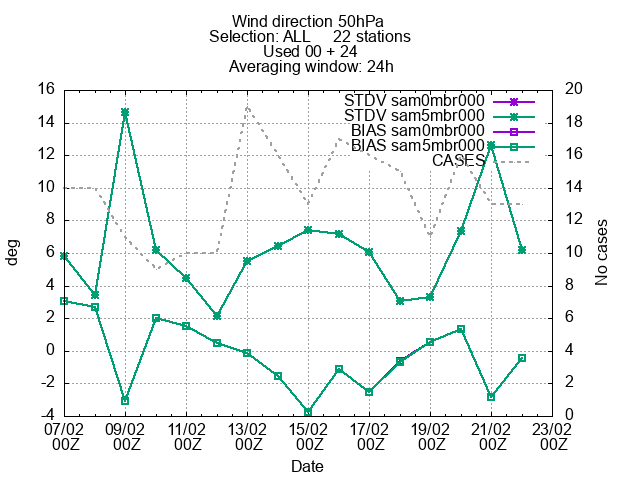 Wind direction 50hPa
Selection: ALL 22 stations
Used 00 + 24
Averaging window: 24h
STDV sam0mbr000
STDV sam5mbr000
BIAS sam0mbr000
BIAS sam5mbr000
CASES
16
14
12
10
8
6
4
2
0
-2
-4
deg
20
18
16
14
12
10
8
6
4
2
0
No cases
07/02 09/02 11/02 13/02 15/02 17/02 19/02 21/02 23/02
00Z 00Z 00Z 00Z 00Z 00Z 00Z 00Z 00Z
Date